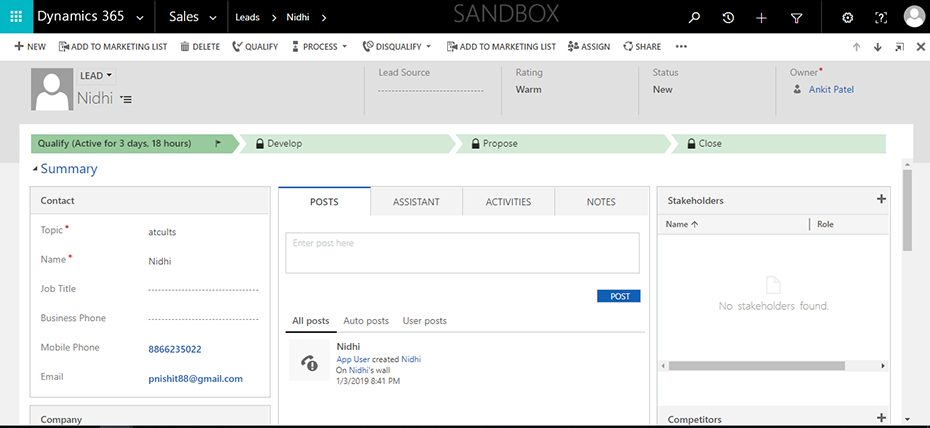 Dynamics 365 Sales Leads > Nidhi > SANDBOX
+ NEW ADD TO MARKETING LIST DELETE QUALIFY PROCESS DISQUALIFY ADD TO MARKETING LIST ASSIGN SHARE ...
LEAD
Nidhi
Lead Source
--------------------
Rating
Warm
Status
New
Owner*
Ankit Patel
Qualify (Active for 3 days, 18 hours) Develop Propose Close
Summary
Contact
Topic* atcults
Name* Nidhi
Job Title --------------------
Business Phone --------------------
Mobile Phone 8866235022
Email pnishit88@gmail.com
Company
POSTS ASSISTANT ACTIVITIES NOTES
Enter post here
POST
All posts Auto posts User posts
Nidhi
App User created Nidhi
On Nidhi's wall
1/3/2019 8:41 PM
Stakeholders +
Name ↑ Role
No stakeholders found.
Competitors +